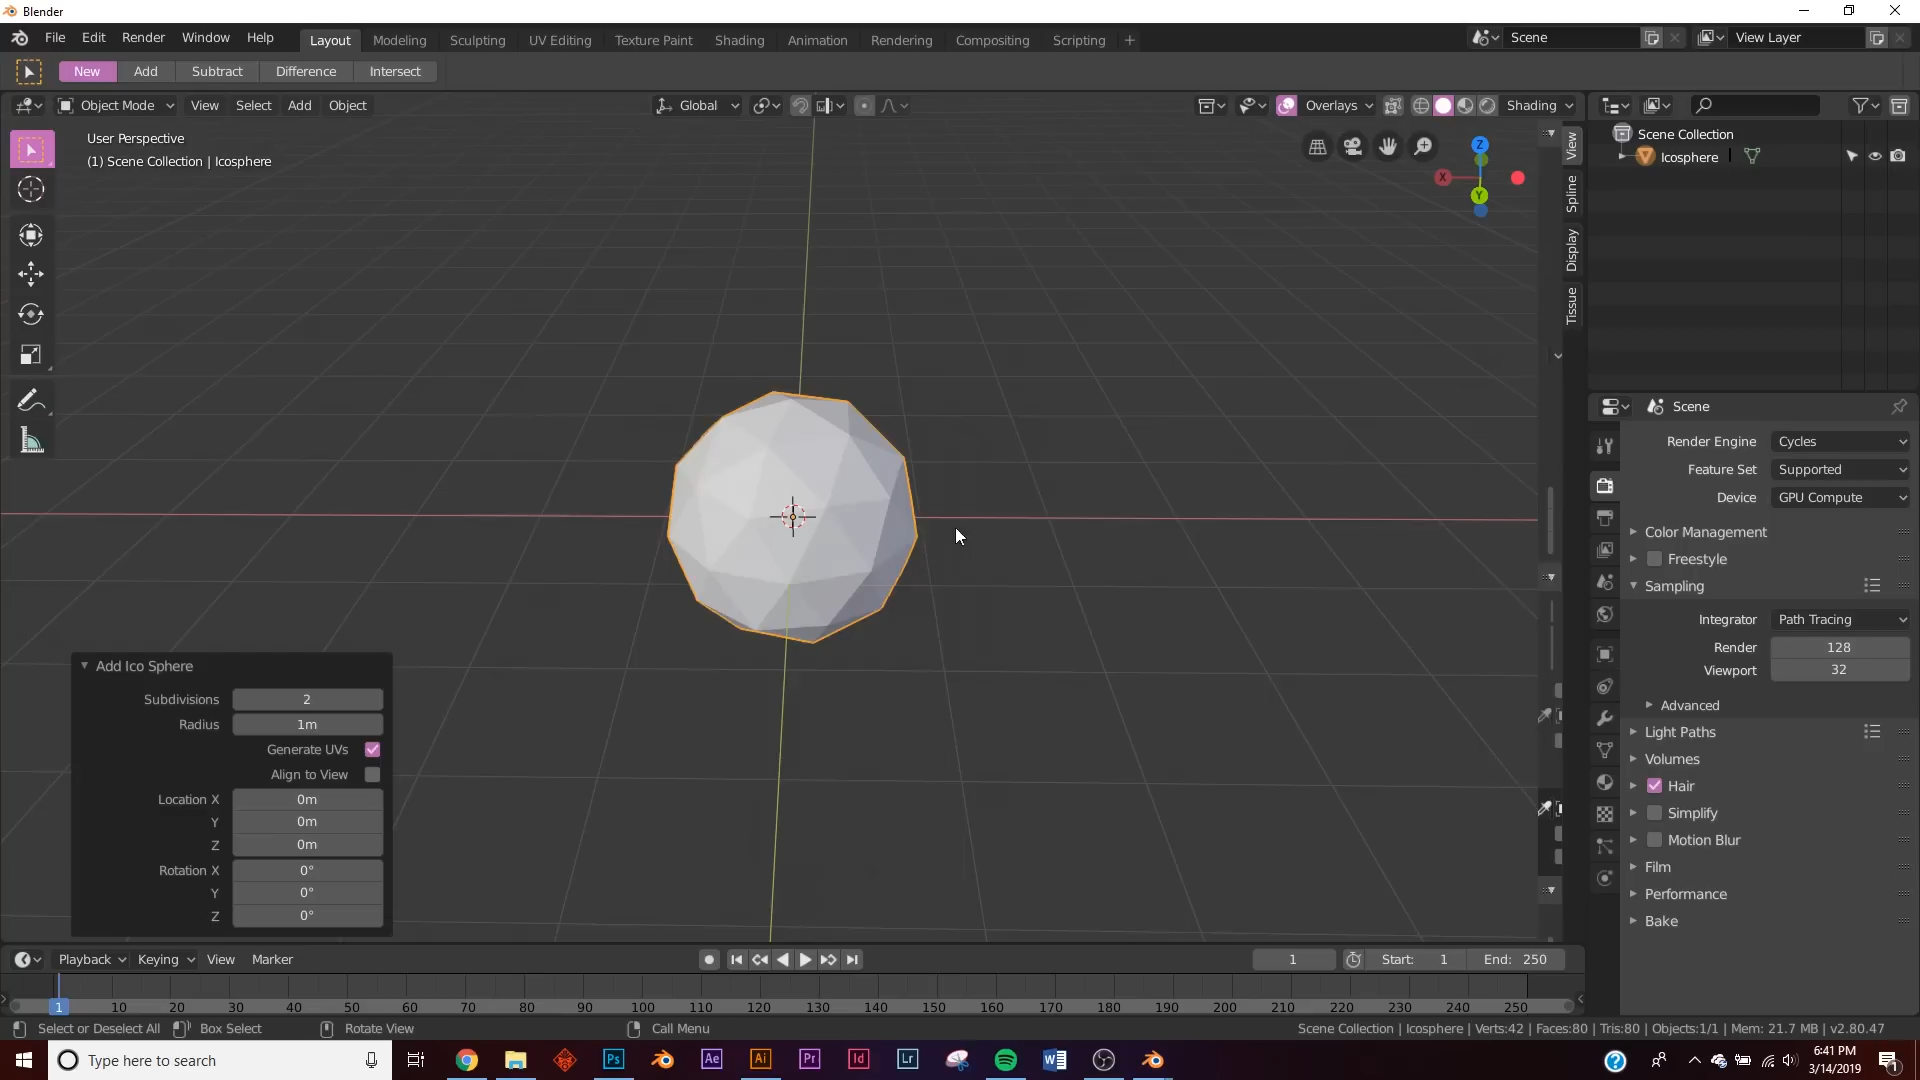 Blender
File Edit Render Window Help Layout Modeling Sculpting UV Editing Texture Paint Shading Animation Rendering Compositing Scripting + Scene View Layer
New Add Subtract Difference Intersect
Object Mode View Select Add Object Global Overlays Shading
User Perspective
(1) Scene Collection | Icosphere
Z
X
Y
View
Spline
Display
Tissue
Scene Collection
Icosphere
Scene
Render Engine Cycles
Feature Set Supported
Device GPU Compute
Color Management
Freestyle
Sampling
Integrator Path Tracing
Render 128
Viewport 32
Advanced
Light Paths
Volumes
Hair
Simplify
Motion Blur
Film
Performance
Bake
Add Ico Sphere
Subdivisions 2
Radius 1m
Generate UVs
Align to View
Location X 0m
Y 0m
Z 0m
Rotation X 0°
Y 0°
Z 0°
Playback Keying View Marker 1 Start: 1 End: 250
1 10 20 30 40 50 60 70 80 90 100 110 120 130 140 150 160 170 180 190 200 210 220 230 240 250
Select or Deselect All Box Select Rotate View Call Menu Scene Collection | Icosphere | Verts:42 | Faces:80 | Tris:80 | Objects:1/1 | Mem: 21.7 MB | v2.80.47
Type here to search Ps Ae Ai Pr Id Lr W ? 6:41 PM
3/14/2019
1